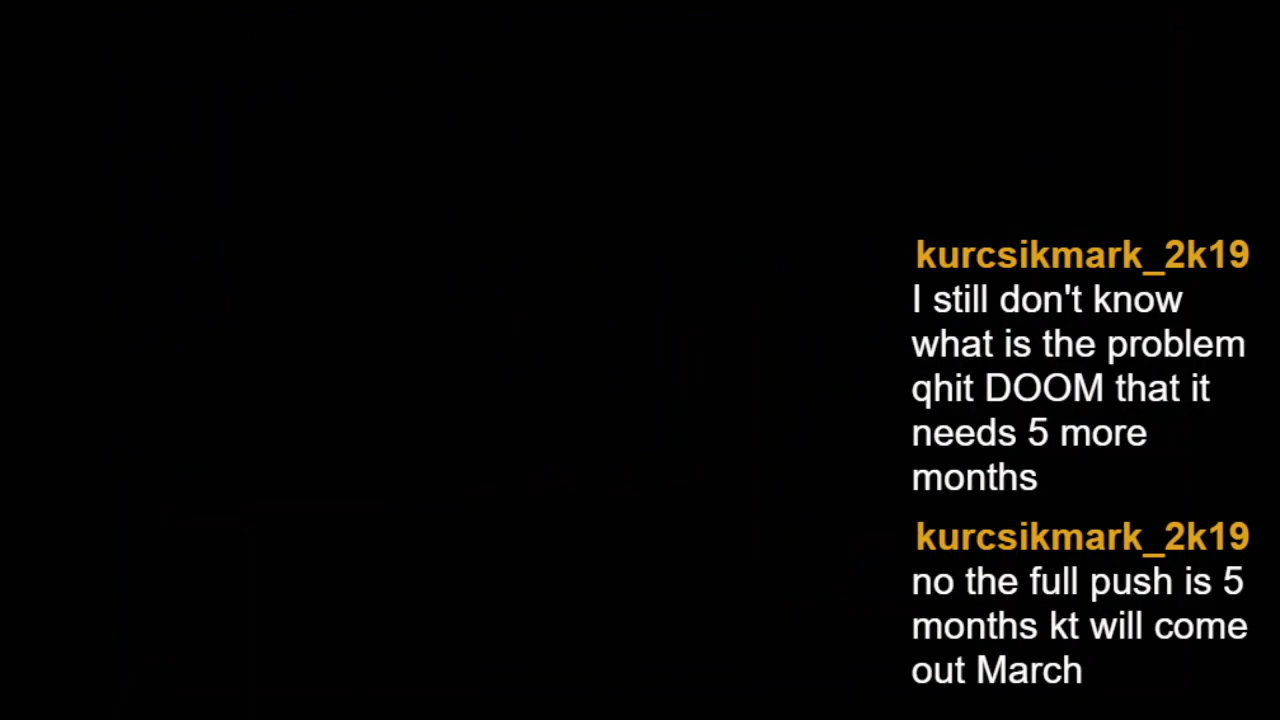 kurcsikmark_2k19
I still don't know
what is the problem
qhit DOOM that it
needs 5 more
months
kurcsikmark_2k19
no the full push is 5
months kt will come
out March